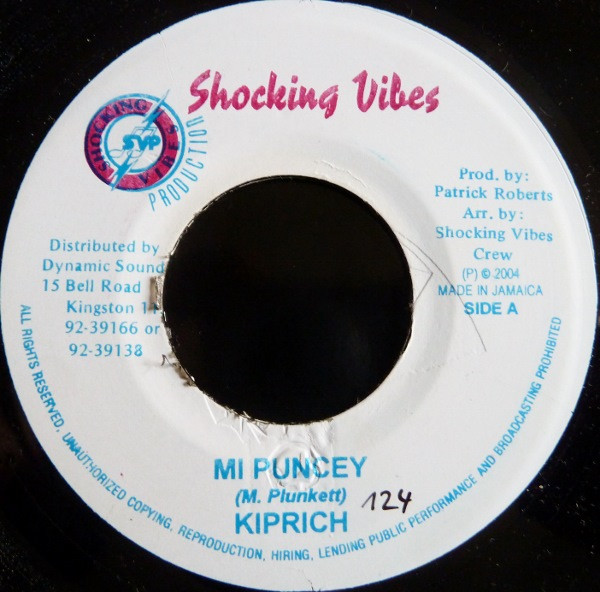 Shocking Vibes
SHOCKING VIBES
SVP
PRODUCTION
Prod. by:
Patrick Roberts
Arr. by:
Shocking Vibes
Crew
(P) © 2004
MADE IN JAMAICA
SIDE A
Distributed by
Dynamic Sound
15 Bell Road
Kingston 11
92-39166 or
92-39138
MI PUNCEY
(M. Plunkett)
KIPRICH
124
ALL RIGHTS RESERVED, UNAUTHORIZED COPYING, REPRODUCTION, HIRING, LENDING PUBLIC PERFORMANCE AND BROADCASTING PROHIBITED